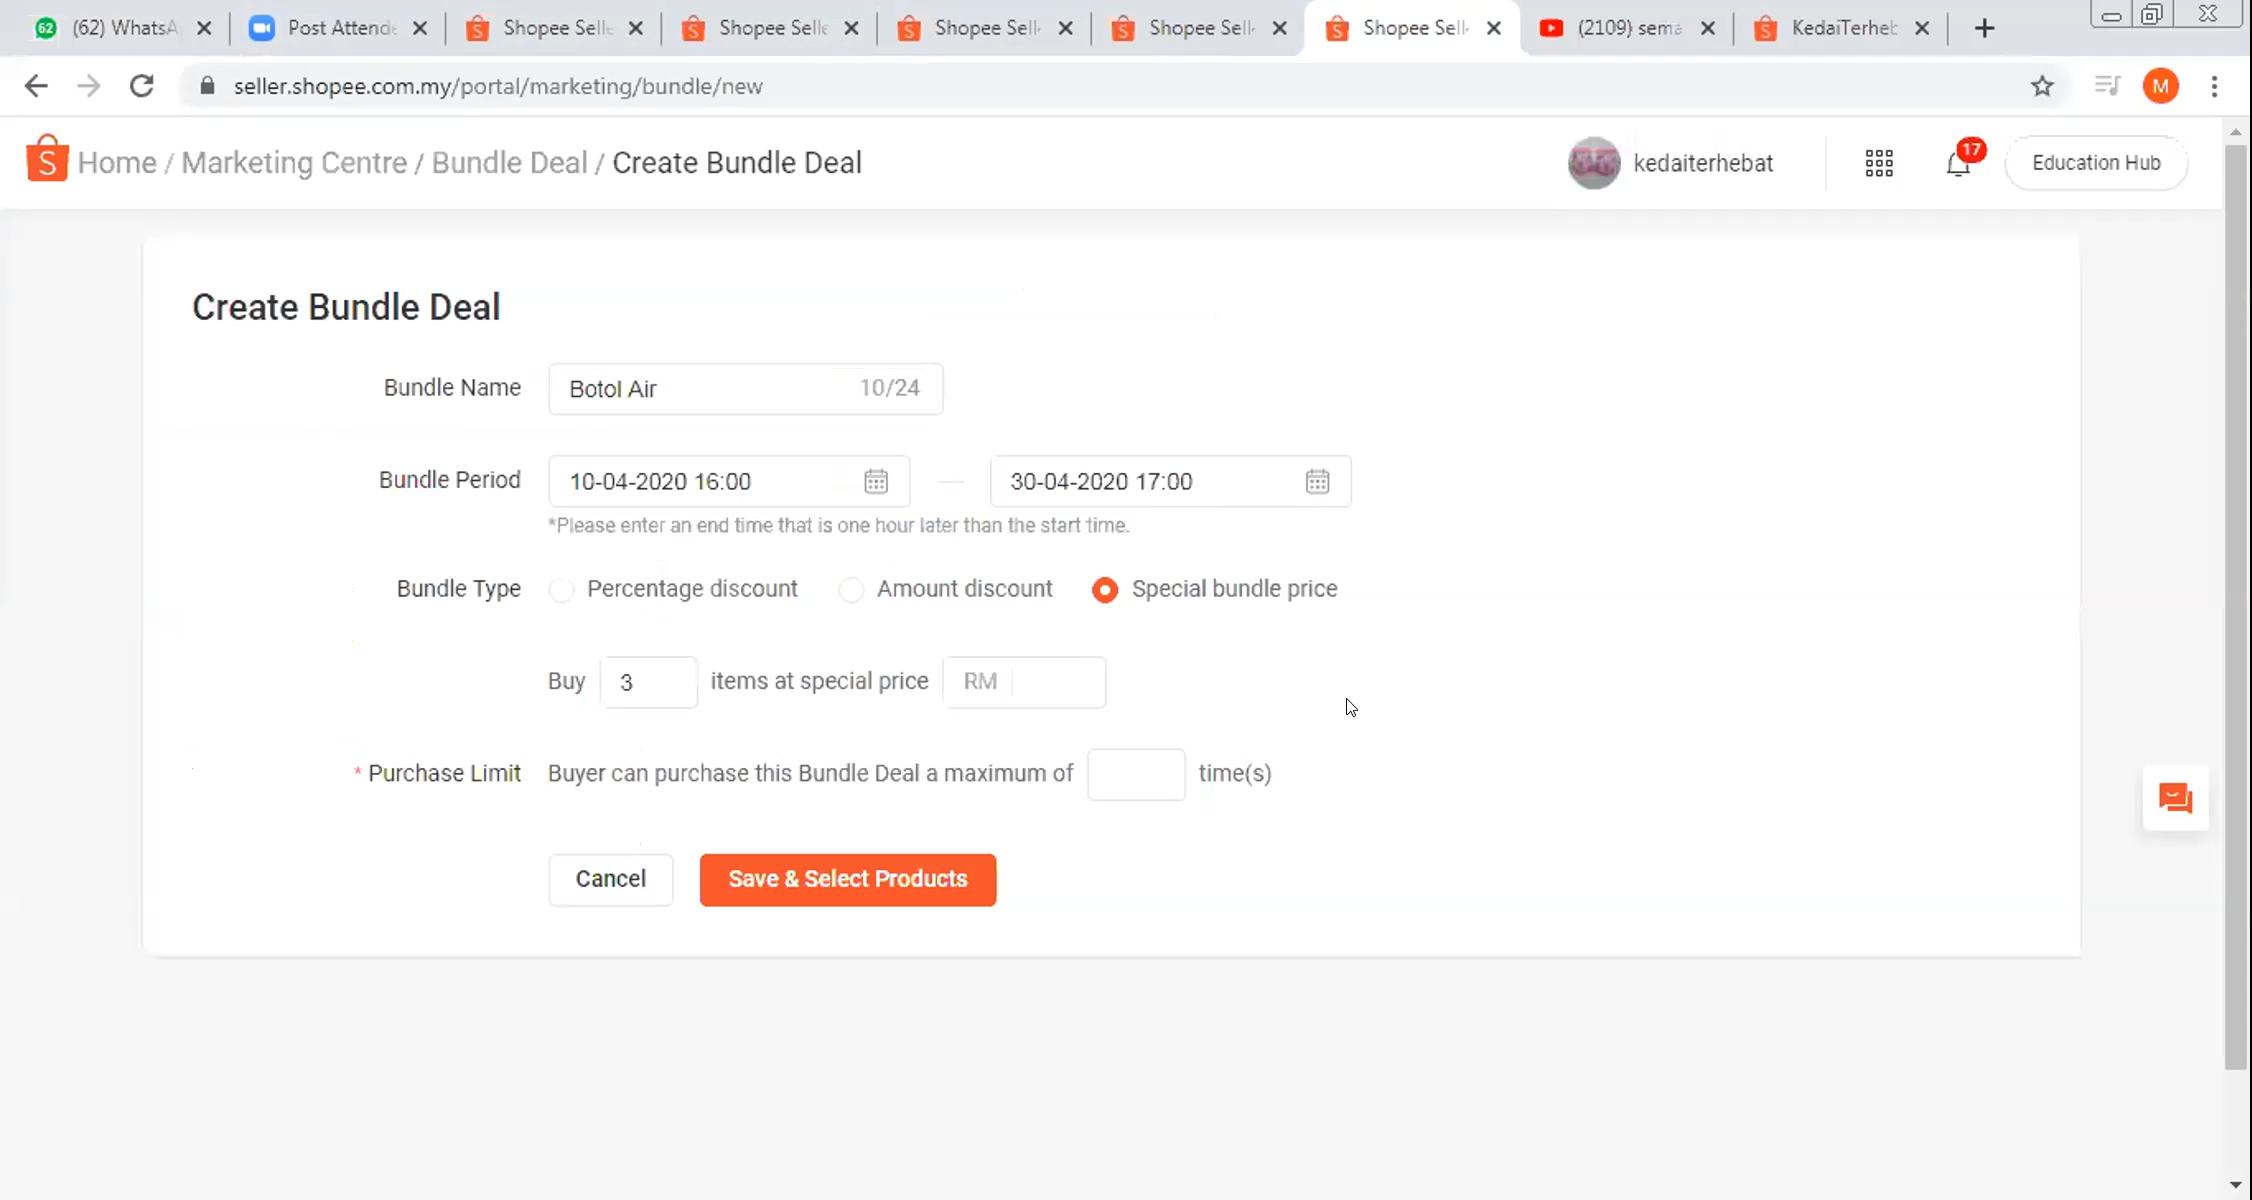 62 (62) WhatsA Post Attende Shopee Selle Shopee Selle Shopee Sell Shopee Sell Shopee Sell (2109) sema KedaiTerheb
seller.shopee.com.my/portal/marketing/bundle/new M
Home / Marketing Centre / Bundle Deal / Create Bundle Deal kedaiterhebat 17 Education Hub
Create Bundle Deal
Bundle Name Botol Air 10/24
Bundle Period 10-04-2020 16:00 — 30-04-2020 17:00
*Please enter an end time that is one hour later than the start time.
Bundle Type Percentage discount Amount discount Special bundle price
Buy 3 items at special price RM
* Purchase Limit Buyer can purchase this Bundle Deal a maximum of time(s)
Cancel Save & Select Products